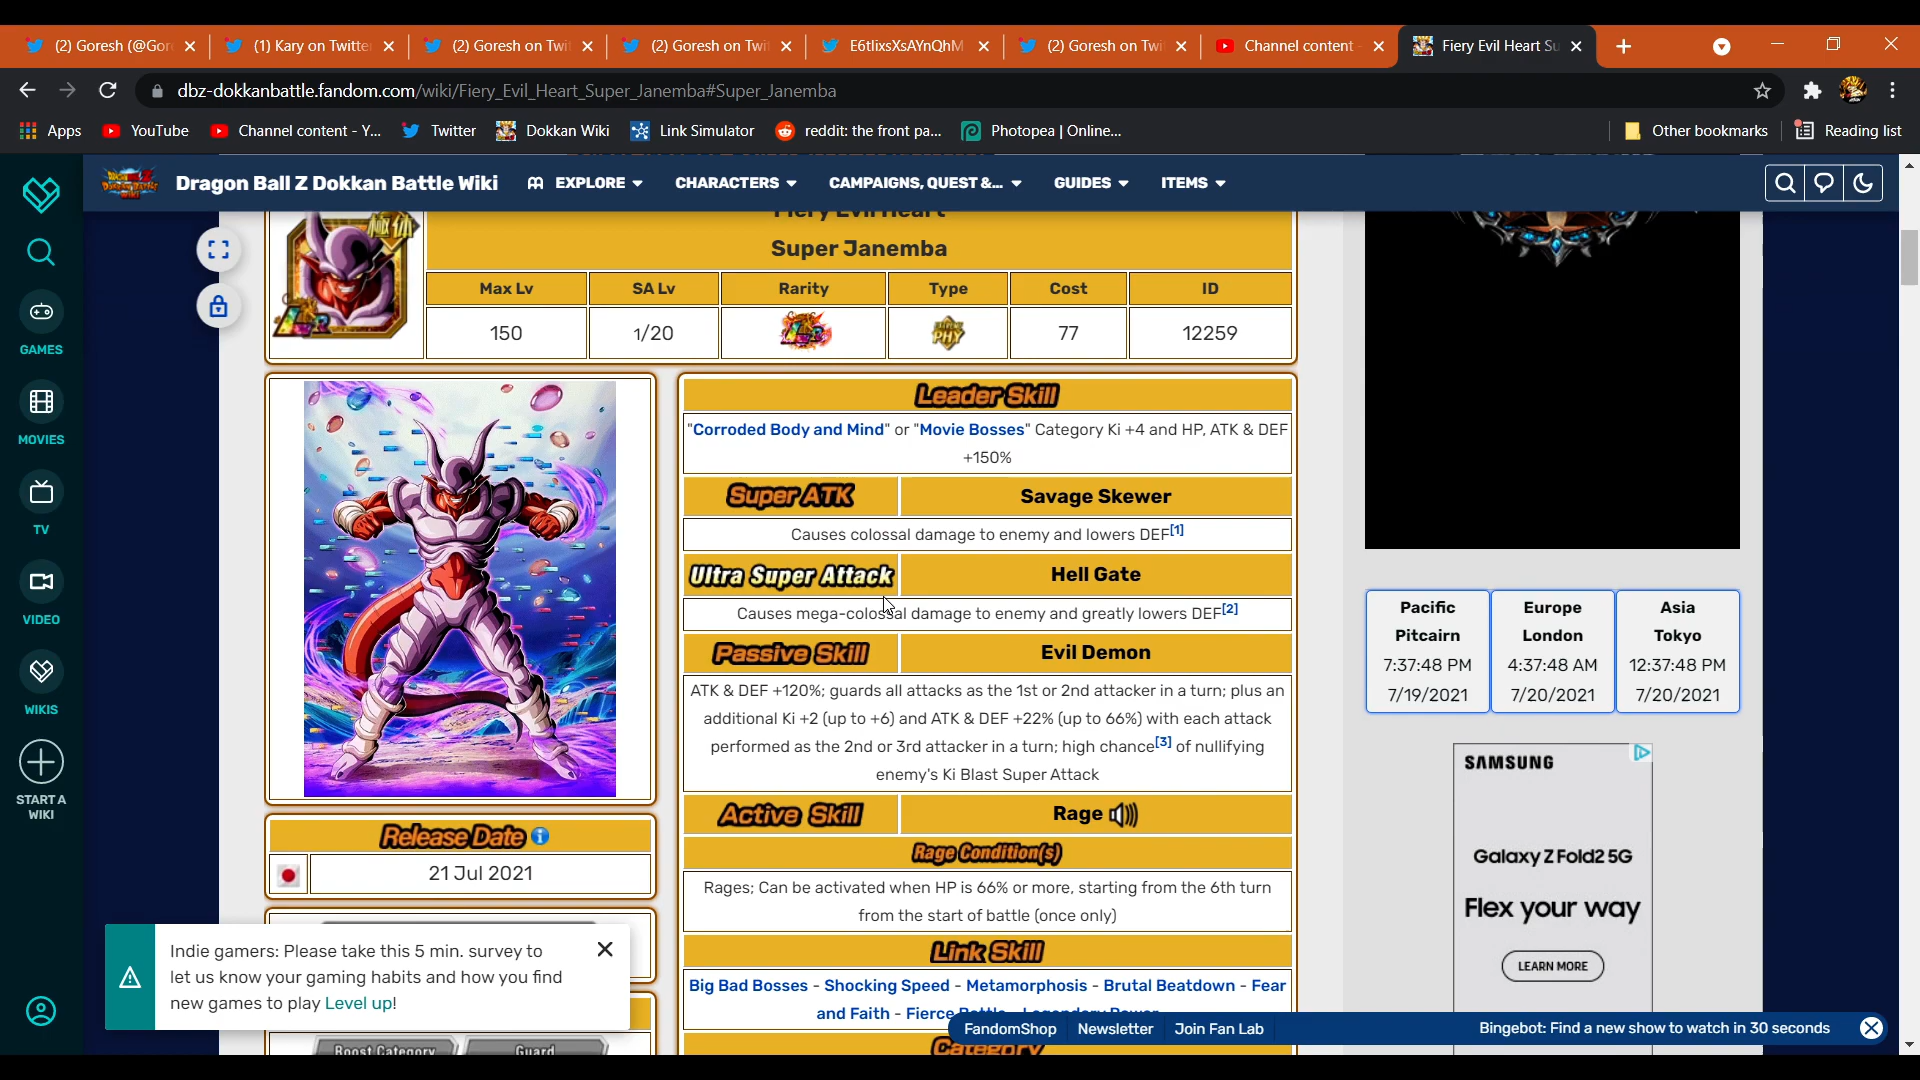 (2) Goresh (@Gor
(1) Kary on Twitte
(2) Goresh on Twi
(2) Goresh on Twi
E6tlixsXsAYnQhM
(2) Goresh on Twi
Channel content -
Fiery Evil Heart Su
dbz-dokkanbattle.fandom.com/wiki/Fiery_Evil_Heart_Super_Janemba#Super_Janemba
Apps
YouTube
Channel content - Y...
Twitter
Dokkan Wiki
Link Simulator
reddit: the front pa...
Photopea | Online...
Other bookmarks
Reading list
Dragon Ball Z Dokkan Battle Wiki
EXPLORE
CHARACTERS
CAMPAIGNS, QUEST &...
GUIDES
ITEMS
GAMES
MOVIES
TV
VIDEO
WIKIS
START A
WIKI
Fiery Evil Heart
Super Janemba
Max Lv
SA Lv
Rarity
Type
Cost
ID
150
1/20
LR
SUPER PHY
77
12259
Leader Skill
"Corroded Body and Mind" or "Movie Bosses" Category Ki +4 and HP, ATK & DEF
+150%
Super ATK
Savage Skewer
Causes colossal damage to enemy and lowers DEF[1]
Ultra Super Attack
Hell Gate
Causes mega-colossal damage to enemy and greatly lowers DEF[2]
Passive Skill
Evil Demon
ATK & DEF +120%; guards all attacks as the 1st or 2nd attacker in a turn; plus an
additional Ki +2 (up to +6) and ATK & DEF +22% (up to 66%) with each attack
performed as the 2nd or 3rd attacker in a turn; high chance[3] of nullifying
enemy's Ki Blast Super Attack
Active Skill
Rage
Rage Condition(s)
Rages; Can be activated when HP is 66% or more, starting from the 6th turn
from the start of battle (once only)
Link Skill
Big Bad Bosses - Shocking Speed - Metamorphosis - Brutal Beatdown - Fear
and Faith - Fierce Battle - Legendary Power
Category
Release Date
21 Jul 2021
Boost Category
Guard
Indie gamers: Please take this 5 min. survey to
let us know your gaming habits and how you find
new games to play Level up!
Pacific
Pitcairn
7:37:48 PM
7/19/2021
Europe
London
4:37:48 AM
7/20/2021
Asia
Tokyo
12:37:48 PM
7/20/2021
SAMSUNG
Galaxy Z Fold2 5G
Flex your way
LEARN MORE
FandomShop
Newsletter
Join Fan Lab
Bingebot: Find a new show to watch in 30 seconds